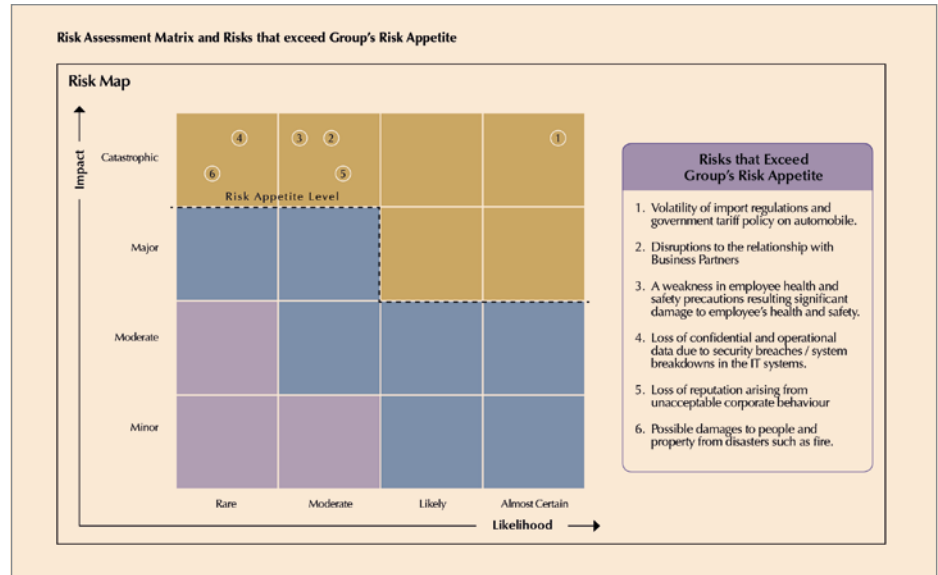 Risk Assessment Matrix and Risks that exceed Group's Risk Appetite
Risk Map
Impact
Catastrophic
Major
Moderate
Minor
4
3
2
1
6
5
Risk Appetite Level
Rare
Moderate
Likely
Almost Certain
Likelihood
Risks that Exceed
Group's Risk Appetite
1. Volatility of import regulations and
government tariff policy on automobile.
2. Disruptions to the relationship with
Business Partners
3. A weakness in employee health and
safety precautions resulting significant
damage to employee's health and safety.
4. Loss of confidential and operational
data due to security breaches / system
breakdowns in the IT systems.
5. Loss of reputation arising from
unacceptable corporate behaviour
6. Possible damages to people and
property from disasters such as fire.